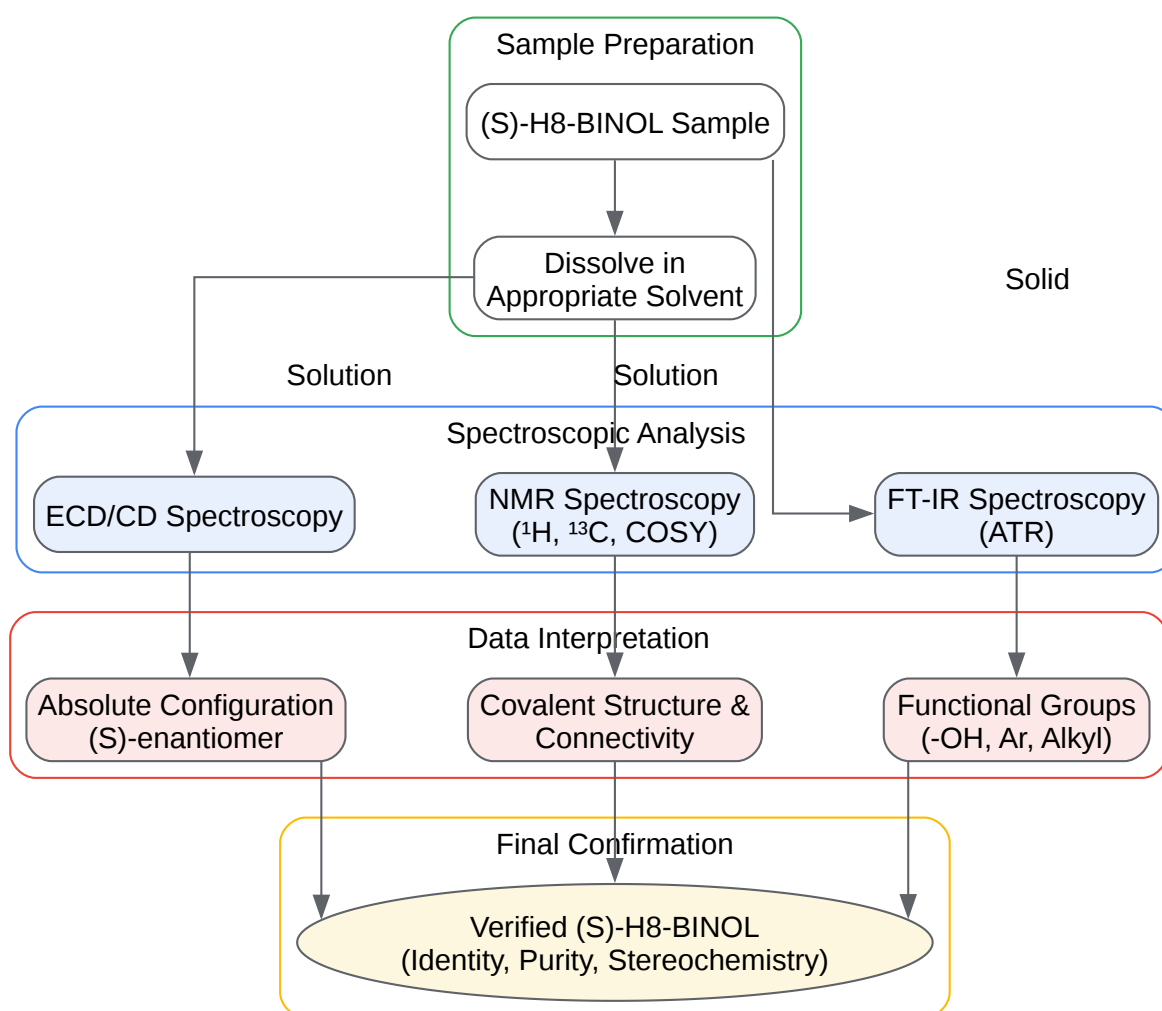 Sample Preparation
(S)-H8-BINOL Sample
Dissolve in
Appropriate Solvent
Solid
Solution
Solution
Spectroscopic Analysis
ECD/CD Spectroscopy
NMR Spectroscopy
(¹H, ¹³C, COSY)
FT-IR Spectroscopy
(ATR)
Data Interpretation
Absolute Configuration
(S)-enantiomer
Covalent Structure &
Connectivity
Functional Groups
(-OH, Ar, Alkyl)
Final Confirmation
Verified (S)-H8-BINOL
(Identity, Purity, Stereochemistry)